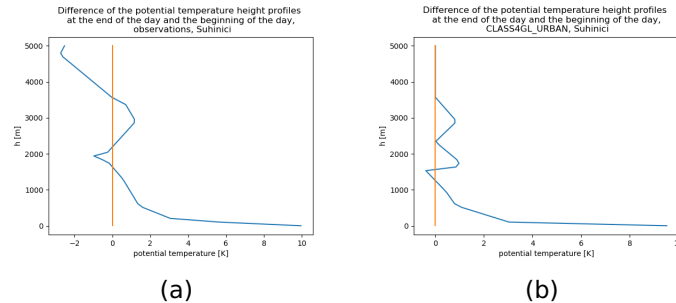 Difference of the potential temperature height profiles
at the end of the day and the beginning of the day,
observations, Suhinici
5000
4000
3000
2000
1000
0
h [m]
−2 0 2 4 6 8 10
potential temperature [K]
(a)
Difference of the potential temperature height profiles
at the end of the day and the beginning of the day,
CLASS4GL_URBAN, Suhinici
5000
4000
3000
2000
1000
0
h [m]
0 2 4 6 8
potential temperature [K]
(b)